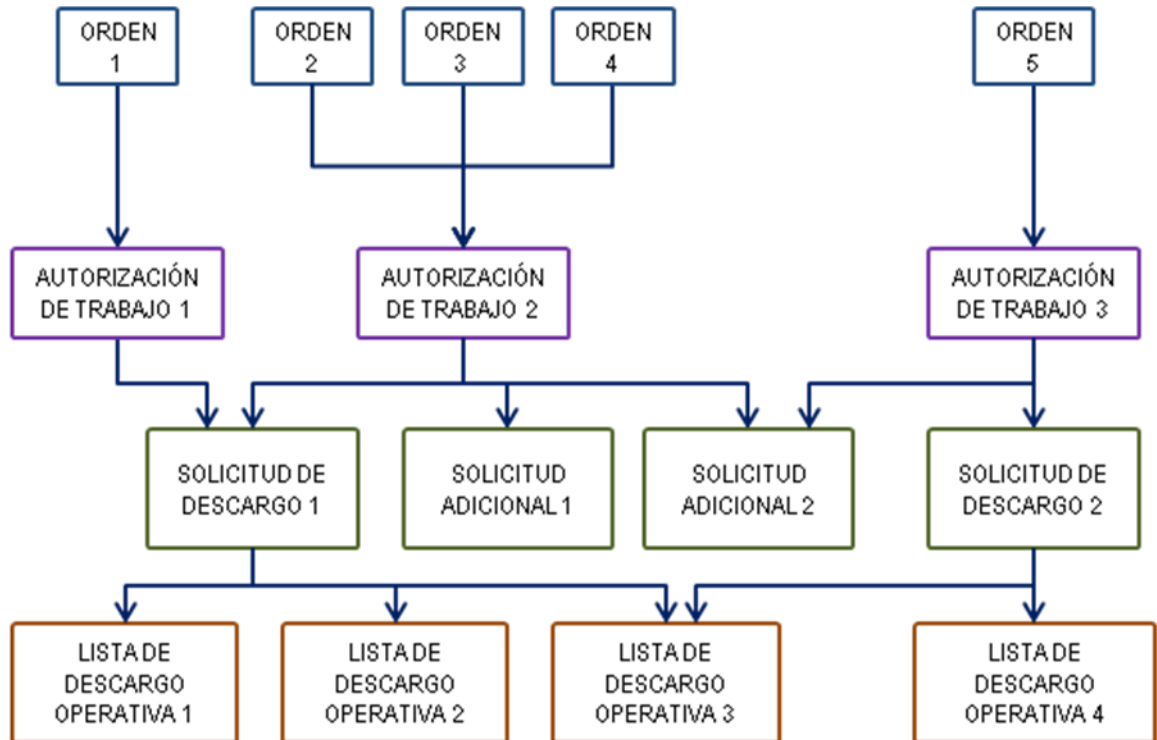 ORDEN
1
ORDEN
2
ORDEN
3
ORDEN
4
ORDEN
5
AUTORIZACIÓN
DE TRABAJO 1
AUTORIZACIÓN
DE TRABAJO 2
AUTORIZACIÓN
DE TRABAJO 3
SOLICITUD DE
DESCARGO 1
SOLICITUD
ADICIONAL 1
SOLICITUD
ADICIONAL 2
SOLICITUD DE
DESCARGO 2
LISTA DE
DESCARGO
OPERATIVA 1
LISTA DE
DESCARGO
OPERATIVA 2
LISTA DE
DESCARGO
OPERATIVA 3
LISTA DE
DESCARGO
OPERATIVA 4